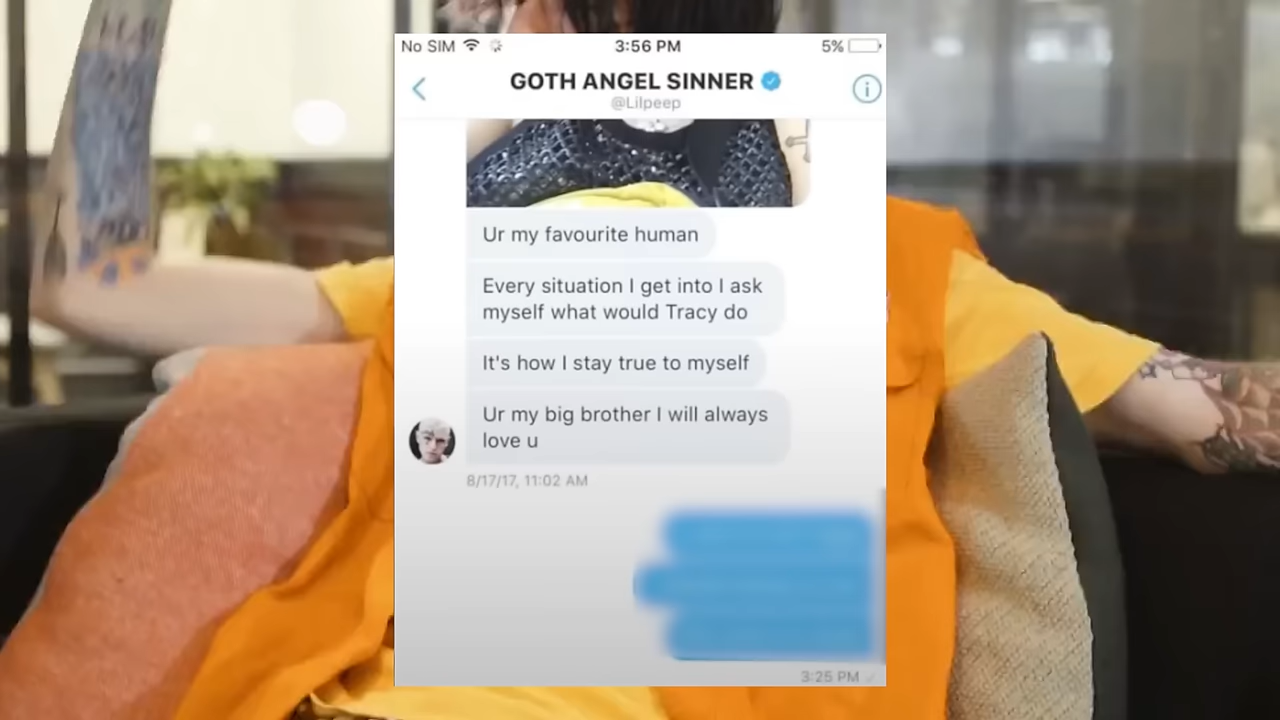 No SIM 3:56 PM 5%
GOTH ANGEL SINNER
@Lilpeep
Ur my favourite human
Every situation I get into I ask
myself what would Tracy do
It's how I stay true to myself
Ur my big brother I will always
love u
8/17/17, 11:02 AM
3:25 PM